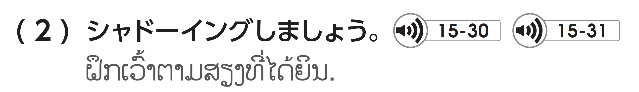 (2) シャドーイングしましょう。 15-30 15-31
ຝຶກເວົ້າຕາມສຽງທີ່ໄດ້ຍິນ.